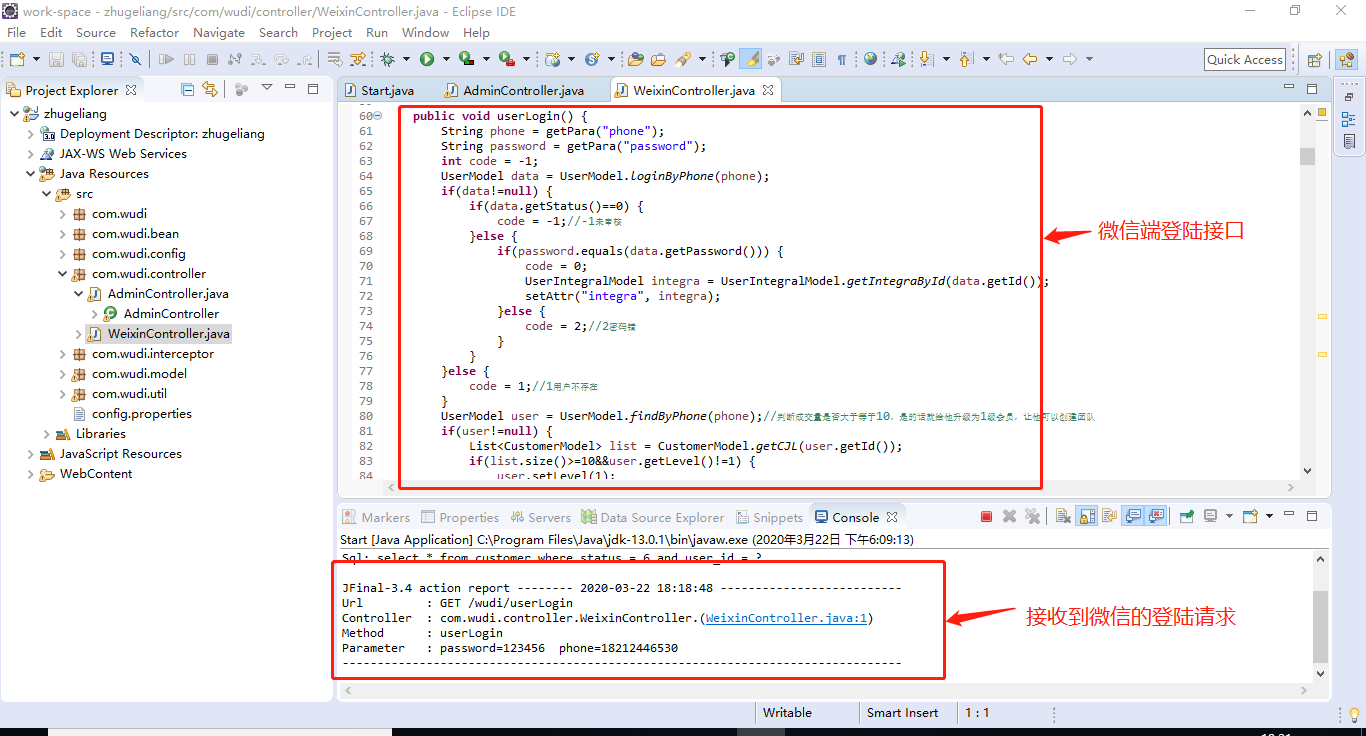 work-space - zhugeliang/src/com/wudi/controller/WeixinController.java - Eclipse IDE
File Edit Source Refactor Navigate Search Project Run Window Help
Quick Access
Project Explorer
zhugeliang
Deployment Descriptor: zhugeliang
JAX-WS Web Services
Java Resources
src
com.wudi
com.wudi.bean
com.wudi.config
com.wudi.controller
AdminController.java
AdminController
WeixinController.java
com.wudi.interceptor
com.wudi.model
com.wudi.util
config.properties
Libraries
JavaScript Resources
WebContent
Start.java AdminController.java WeixinController.java
60 public void userLogin() {
61 String phone = getPara("phone");
62 String password = getPara("password");
63 int code = -1;
64 UserModel data = UserModel.loginByPhone(phone);
65 if(data!=null) {
66 if(data.getStatus()==0) {
67 code = -1;//-1未审核
68 }else {
69 if(password.equals(data.getPassword())) {
70 code = 0;
71 UserIntegralModel integra = UserIntegralModel.getIntegraById(data.getId());
72 setAttr("integra", integra);
73 }else {
74 code = 2;//2密码错
75 }
76 }
77 }else {
78 code = 1;//1用户不存在
79 }
80 UserModel user = UserModel.findByPhone(phone);//判断成交量是否大于等于10，是的话就给他升级为1级会员，让他可以创建团队
81 if(user!=null) {
82 List<CustomerModel> list = CustomerModel.getCJL(user.getId());
83 if(list.size()>=10&&user.getLevel()!=1) {
84 user.setLevel(1);
微信端登陆接口
Markers Properties Servers Data Source Explorer Snippets Console
Start [Java Application] C:\Program Files\Java\jdk-13.0.1\bin\javaw.exe (2020年3月22日 下午6:09:13)
Sql: select * from customer where status = 6 and user_id = ?
JFinal-3.4 action report -------- 2020-03-22 18:18:48 --------------------------
Url : GET /wudi/userLogin
Controller : com.wudi.controller.WeixinController.(WeixinController.java:1)
Method : userLogin
Parameter : password=123456 phone=18212446530
--------------------------------------------------------------------------------
接收到微信的登陆请求
Writable Smart Insert 1 : 1